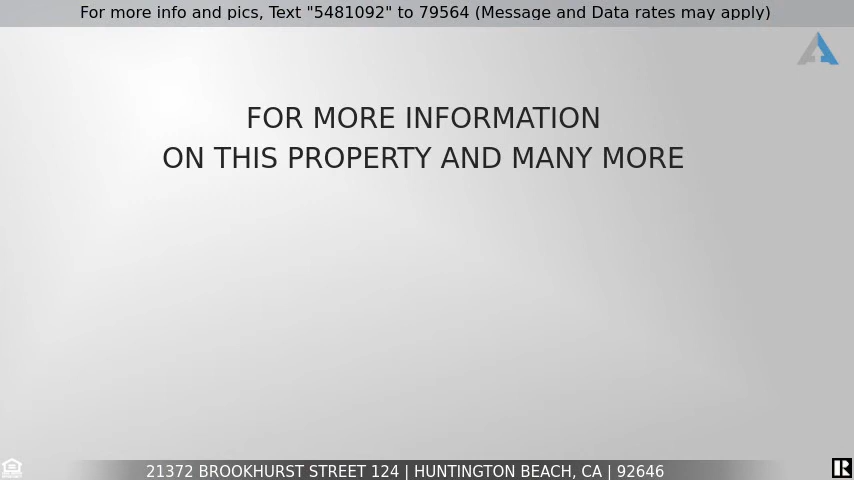 For more info and pics, Text "5481092" to 79564 (Message and Data rates may apply)
FOR MORE INFORMATION
ON THIS PROPERTY AND MANY MORE
21372 BROOKHURST STREET 124 | HUNTINGTON BEACH, CA | 92646